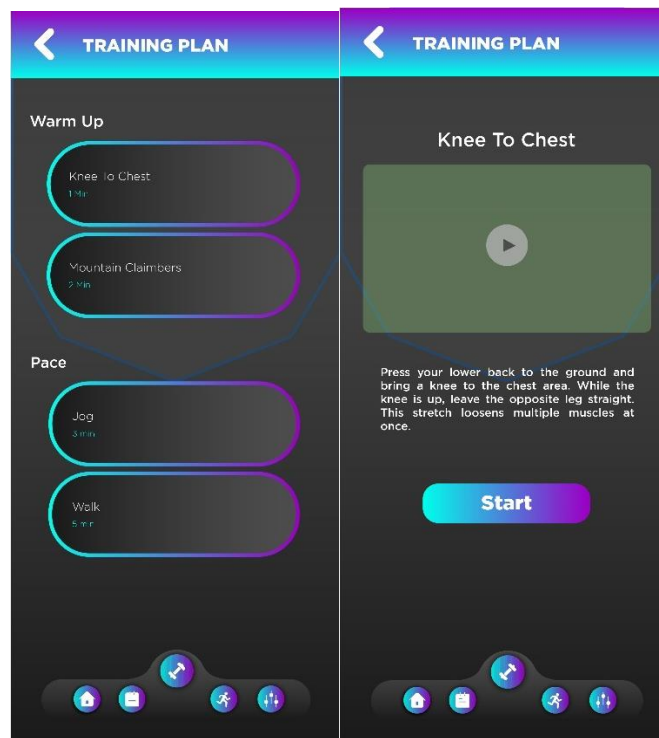 TRAINING PLAN
Warm Up
Knee To Chest
1 Min
Mountain Claimbers
2 Min
Pace
Jog
3 min
Walk
5 min
TRAINING PLAN
Knee To Chest
Press your lower back to the ground and
bring a knee to the chest area. While the
knee is up, leave the opposite leg straight.
This stretch loosens multiple muscles at
once.
Start